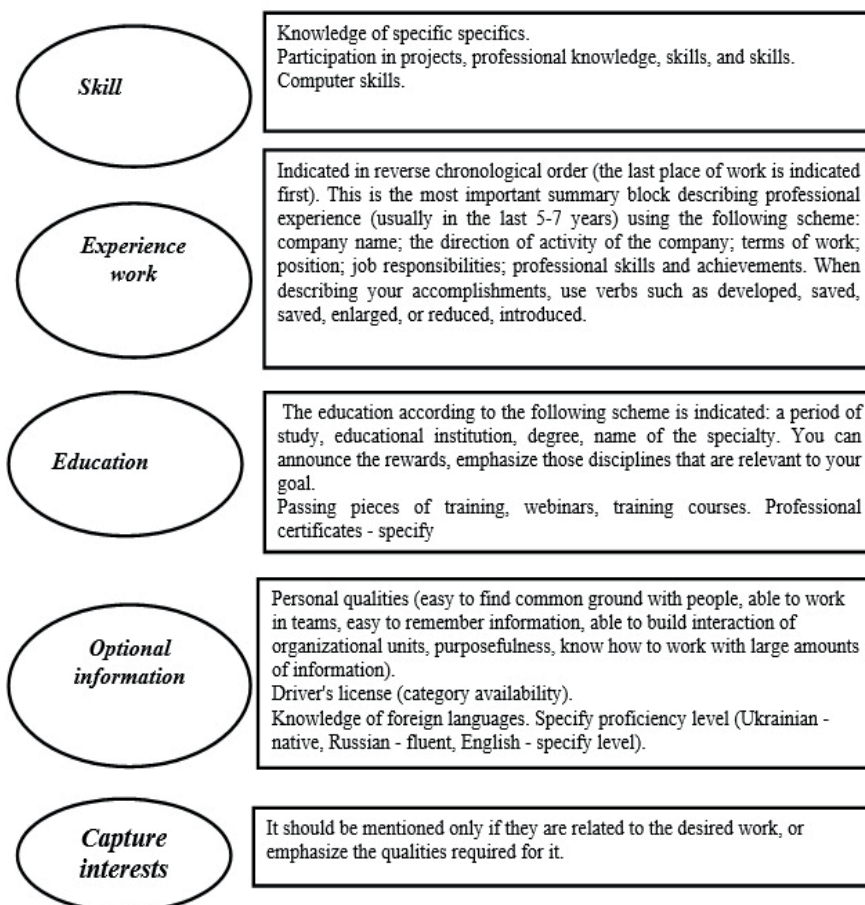 Skill
Knowledge of specific specifics.
Participation in projects, professional knowledge, skills, and skills.
Computer skills.
Experience
work
Indicated in reverse chronological order (the last place of work is indicated
first). This is the most important summary block describing professional
experience (usually in the last 5-7 years) using the following scheme:
company name; the direction of activity of the company; terms of work;
position; job responsibilities; professional skills and achievements. When
describing your accomplishments, use verbs such as developed, saved,
saved, enlarged, or reduced, introduced.
Education
The education according to the following scheme is indicated: a period of
study, educational institution, degree, name of the specialty. You can
announce the rewards, emphasize those disciplines that are relevant to your
goal.
Passing pieces of training, webinars, training courses. Professional
certificates - specify
Optional
information
Personal qualities (easy to find common ground with people, able to work
in teams, easy to remember information, able to build interaction of
organizational units, purposefulness, know how to work with large amounts
of information).
Driver's license (category availability).
Knowledge of foreign languages. Specify proficiency level (Ukrainian -
native, Russian - fluent, English - specify level).
Capture
interests
It should be mentioned only if they are related to the desired work, or
emphasize the qualities required for it.